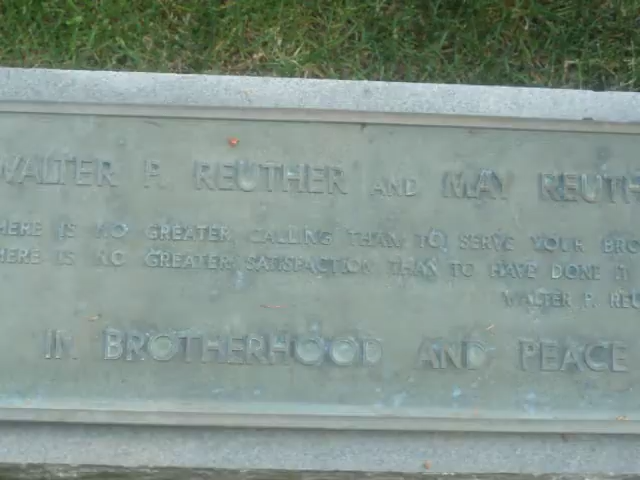 WALTER P. REUTHER AND MAY REUTH
HERE IS NO GREATER CALLING THAN TO SERVE YOUR BRO
HERE IS NO GREATER SATISFACTION THAN TO HAVE DONE IT
WALTER P. REU
IN BROTHERHOOD AND PEACE